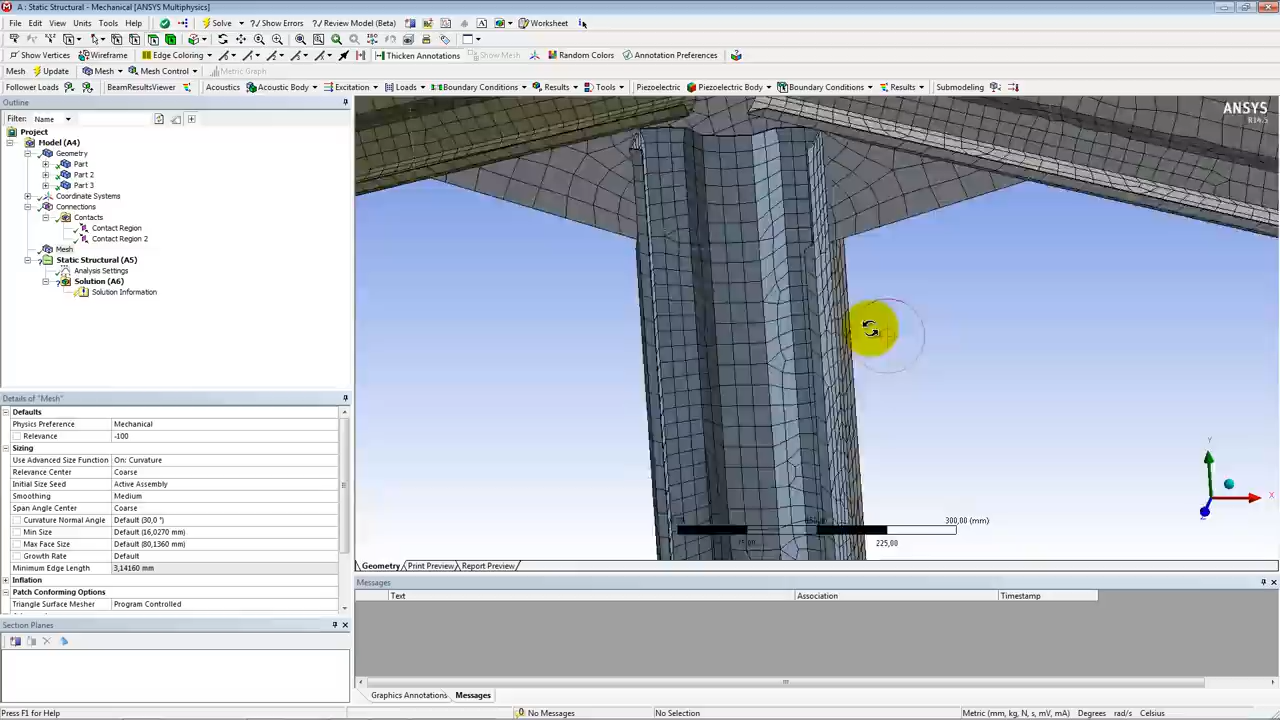 A : Static Structural - Mechanical [ANSYS Multiphysics]
File Edit View Units Tools Help Solve ?/Show Errors ?/Review Model (Beta) A Worksheet i
Show Vertices Wireframe Edge Coloring Thicken Annotations Show Mesh Random Colors Annotation Preferences
Mesh Update Mesh Mesh Control Metric Graph
Follower Loads BeamResultsViewer Acoustics Acoustic Body Excitation Loads Boundary Conditions Results Tools Piezoelectric Piezoelectric Body Boundary Conditions Results Submodeling
Outline
Filter: Name
Project
Model (A4)
Geometry
Part
Part 2
Part 3
Coordinate Systems
Connections
Contacts
Contact Region
Contact Region 2
Mesh
Static Structural (A5)
Analysis Settings
Solution (A6)
Solution Information
Details of "Mesh"
Defaults
Physics Preference Mechanical
Relevance -100
Sizing
Use Advanced Size Function On: Curvature
Relevance Center Coarse
Initial Size Seed Active Assembly
Smoothing Medium
Span Angle Center Coarse
Curvature Normal Angle Default (30,0 °)
Min Size Default (16,0270 mm)
Max Face Size Default (80,1360 mm)
Growth Rate Default
Minimum Edge Length 3,14160 mm
Inflation
Patch Conforming Options
Triangle Surface Mesher Program Controlled
Section Planes
ANSYS
R14.5
Y
X
Z
300,00 (mm)
75,00
225,00
Geometry Print Preview Report Preview
Messages
Text Association Timestamp
Graphics Annotations Messages
Press F1 for Help No Messages No Selection Metric (mm, kg, N, s, mV, mA) Degrees rad/s Celsius